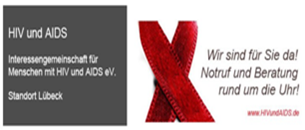 HIV und AIDS
Interessengemeinschaft für
Menschen mit HIV und AIDS eV.
Standort Lübeck
Wir sind für Sie da!
Notruf und Beratung
rund um die Uhr!
www.HIVundAIDS.de